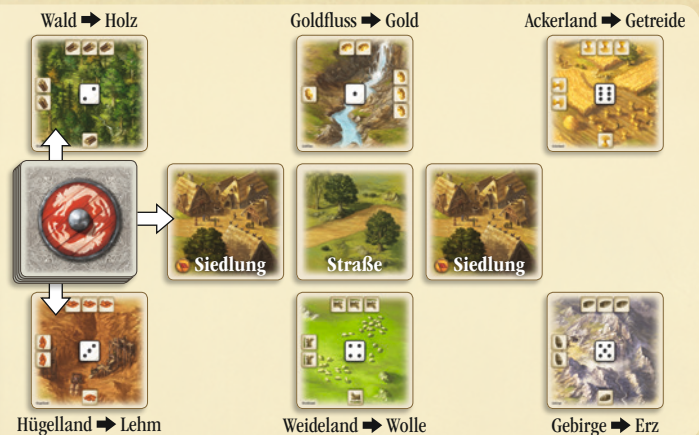 Wald ➡ Holz
Goldfluss ➡ Gold
Ackerland ➡ Getreide
Siedlung
Straße
Siedlung
Hügelland ➡ Lehm
Weideland ➡ Wolle
Gebirge ➡ Erz